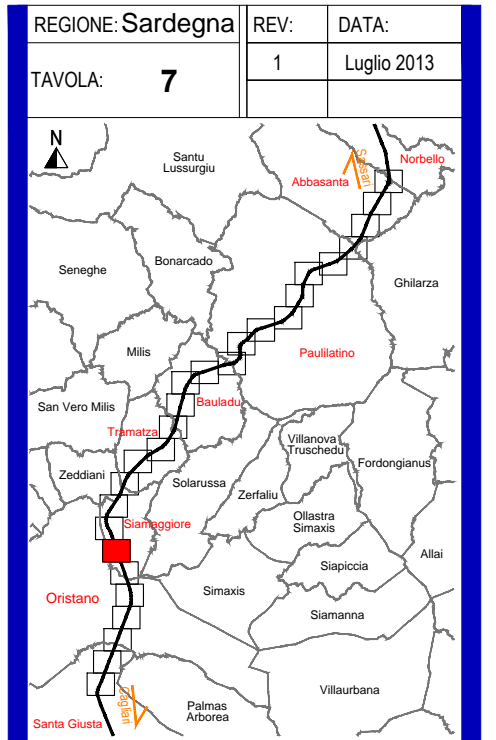 REGIONE: Sardegna
REV:
DATA:
TAVOLA: 7
1
Luglio 2013
N
Santu
Lussurgiu
Sassari
Norbello
Abbasanta
Bonarcado
Seneghe
Ghilarza
Milis
Paulilatino
San Vero Milis
Bauladu
Tramatza
Villanova
Truschedu
Fordongianus
Zeddiani
Solarussa
Zerfaliu
Ollastra
Simaxis
Siamaggiore
Allai
Siapiccia
Simaxis
Oristano
Siamanna
Villaurbana
Cagliari
Palmas
Arborea
Santa Giusta